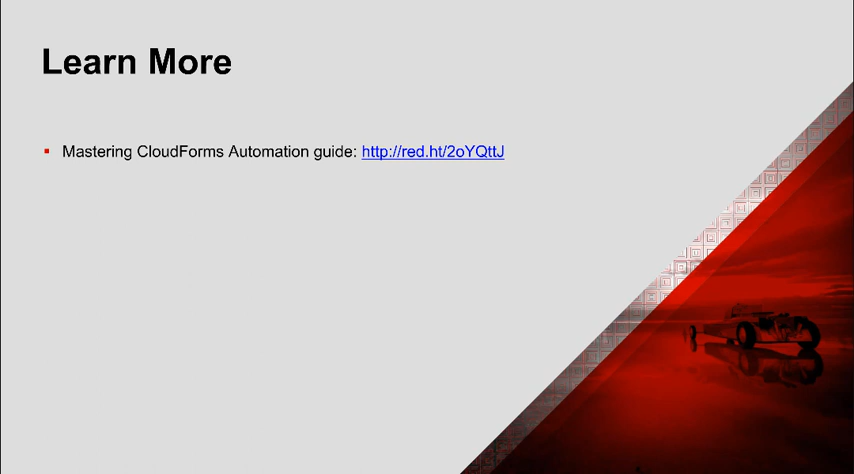 Learn More
▪ Mastering CloudForms Automation guide: http://red.ht/2oYQttJ